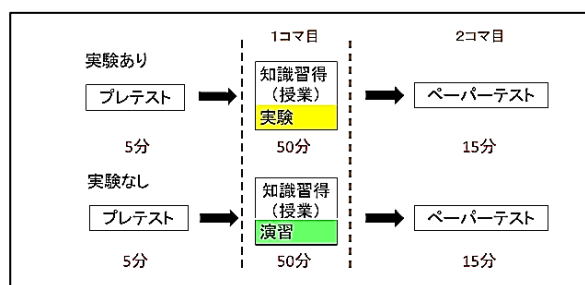 1コマ目 2コマ目
実験あり
知識習得
（授業）
プレテスト ペーパーテスト
実験
5分 50分 15分
実験なし
知識習得
（授業）
プレテスト ペーパーテスト
演習
5分 50分 15分